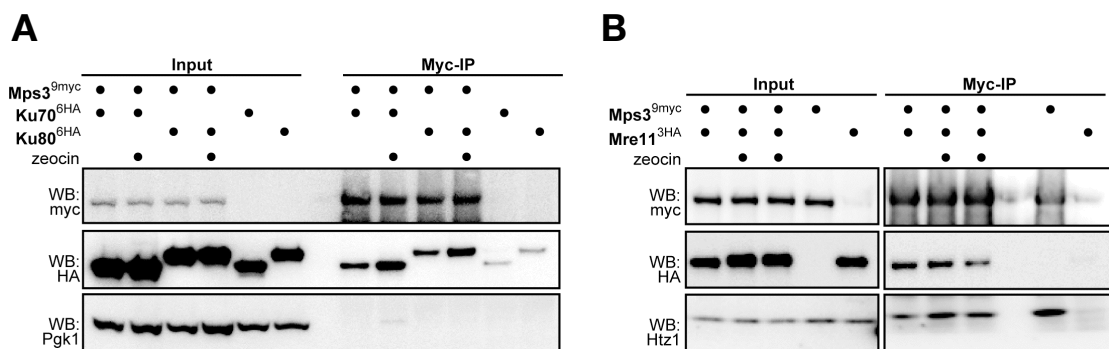 A
Input
Myc-IP
Mps3 9myc
Ku70 6HA
Ku80 6HA
zeocin
WB:
myc
WB:
HA
WB:
Pgk1
B
Input
Myc-IP
Mps3 9myc
Mre11 3HA
zeocin
WB:
myc
WB:
HA
WB:
Htz1